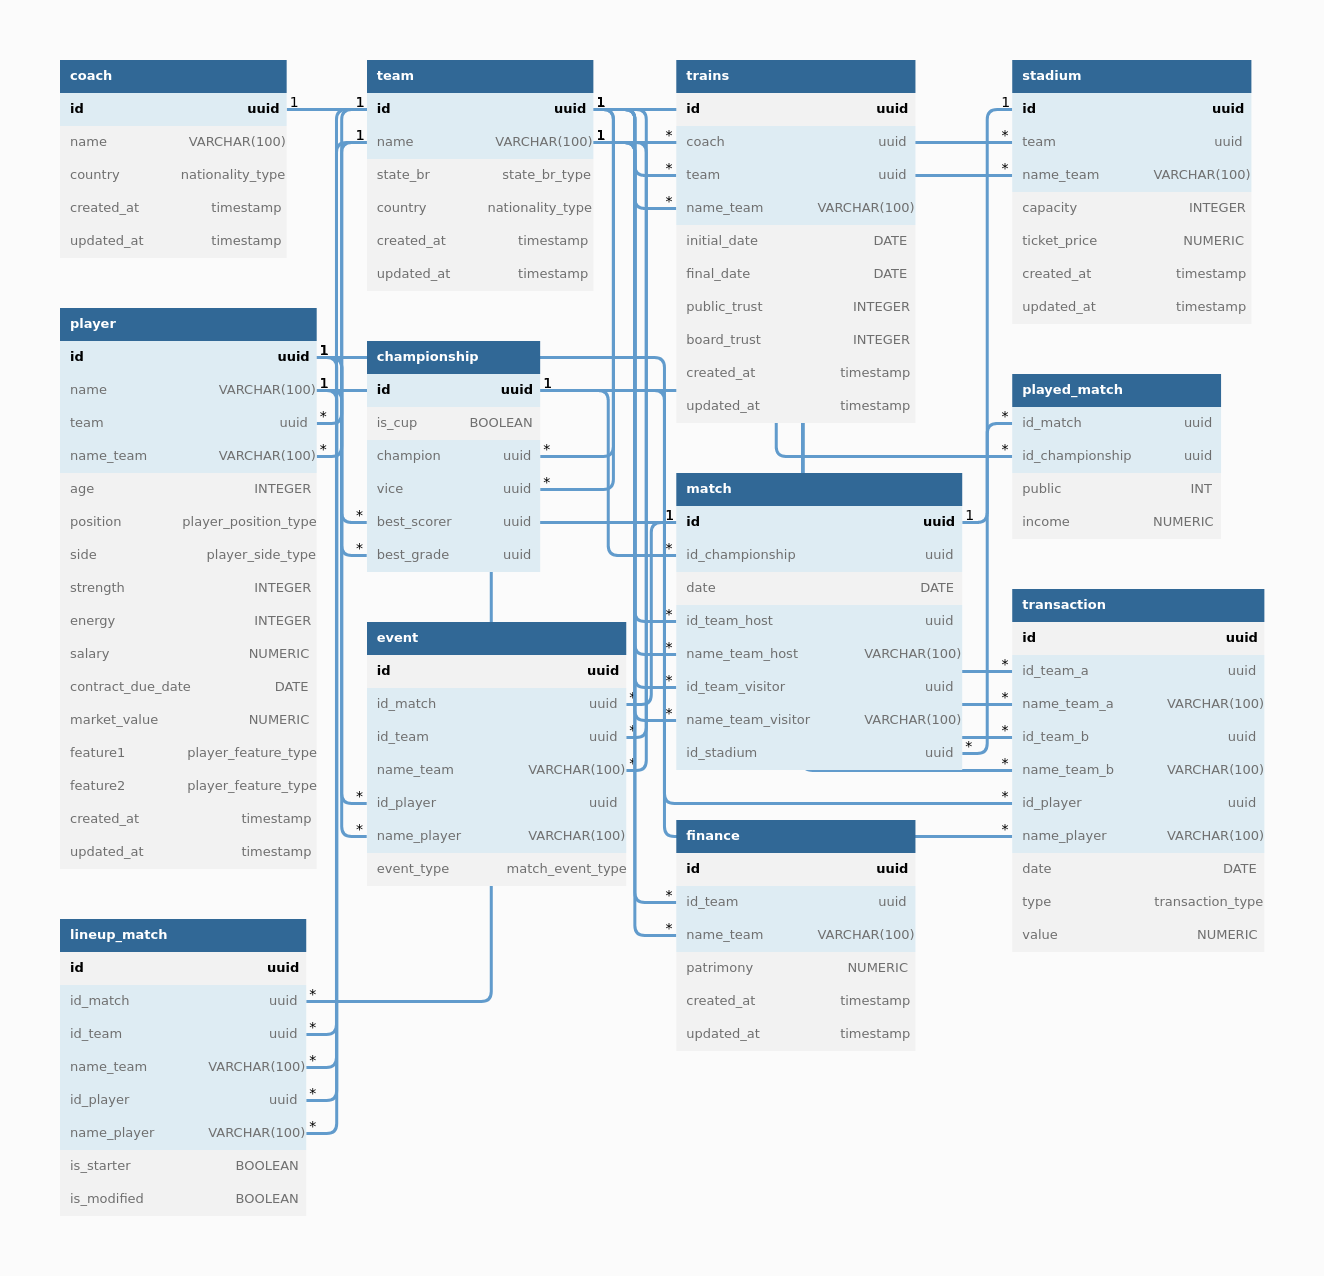 coach
id uuid
name VARCHAR(100)
country nationality_type
created_at timestamp
updated_at timestamp
1
team
1 id uuid 1
1 name VARCHAR(100) 1
state_br state_br_type
country nationality_type
created_at timestamp
updated_at timestamp
trains
id uuid
* coach uuid
* team uuid
* name_team VARCHAR(100)
initial_date DATE
final_date DATE
public_trust INTEGER
board_trust INTEGER
created_at timestamp
updated_at timestamp
stadium
1 id uuid
* team uuid
* name_team VARCHAR(100)
capacity INTEGER
ticket_price NUMERIC
created_at timestamp
updated_at timestamp
player
id uuid 1
name VARCHAR(100) 1
team uuid *
name_team VARCHAR(100) *
age INTEGER
position player_position_type
side player_side_type
strength INTEGER
energy INTEGER
salary NUMERIC
contract_due_date DATE
market_value NUMERIC
feature1 player_feature_type
feature2 player_feature_type
created_at timestamp
updated_at timestamp
championship
id uuid 1
is_cup BOOLEAN
champion uuid *
vice uuid *
* best_scorer uuid
* best_grade uuid
played_match
* id_match uuid
* id_championship uuid
public INT
income NUMERIC
match
1 id uuid 1
* id_championship uuid
date DATE
* id_team_host uuid
* name_team_host VARCHAR(100)
* id_team_visitor uuid
* name_team_visitor VARCHAR(100)
id_stadium uuid *
event
id uuid
id_match uuid *
id_team uuid *
name_team VARCHAR(100) *
* id_player uuid
* name_player VARCHAR(100)
event_type match_event_type
transaction
id uuid
* id_team_a uuid
* name_team_a VARCHAR(100)
* id_team_b uuid
* name_team_b VARCHAR(100)
* id_player uuid
* name_player VARCHAR(100)
date DATE
type transaction_type
value NUMERIC
finance
id uuid
* id_team uuid
* name_team VARCHAR(100)
patrimony NUMERIC
created_at timestamp
updated_at timestamp
lineup_match
id uuid
id_match uuid *
id_team uuid *
name_team VARCHAR(100) *
id_player uuid *
name_player VARCHAR(100) *
is_starter BOOLEAN
is_modified BOOLEAN